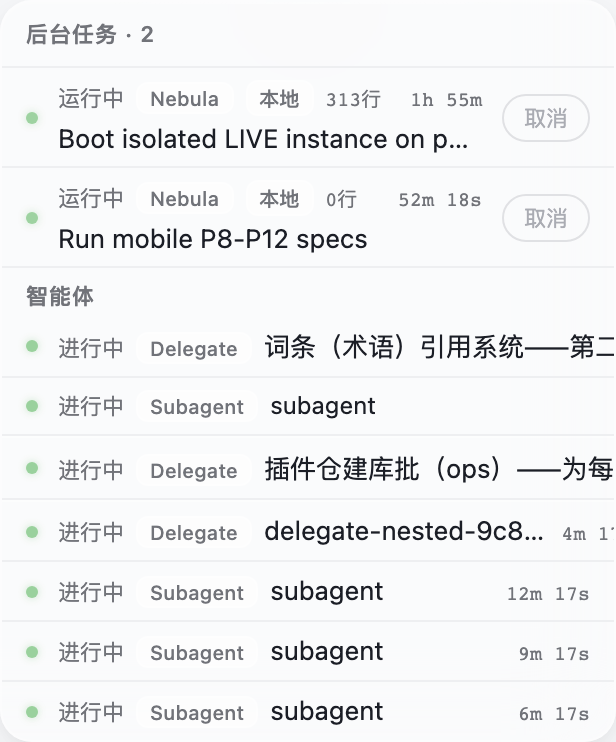 后台任务 · 2
运行中 Nebula 本地 313行 1h 55m
Boot isolated LIVE instance on p...
取消
运行中 Nebula 本地 0行 52m 18s
Run mobile P8-P12 specs
取消
智能体
进行中 Delegate 词条（术语）引用系统——第二
进行中 Subagent subagent
进行中 Delegate 插件仓建库批（ops）——为每
进行中 Delegate delegate-nested-9c8... 4m 1
进行中 Subagent subagent 12m 17s
进行中 Subagent subagent 9m 17s
进行中 Subagent subagent 6m 17s